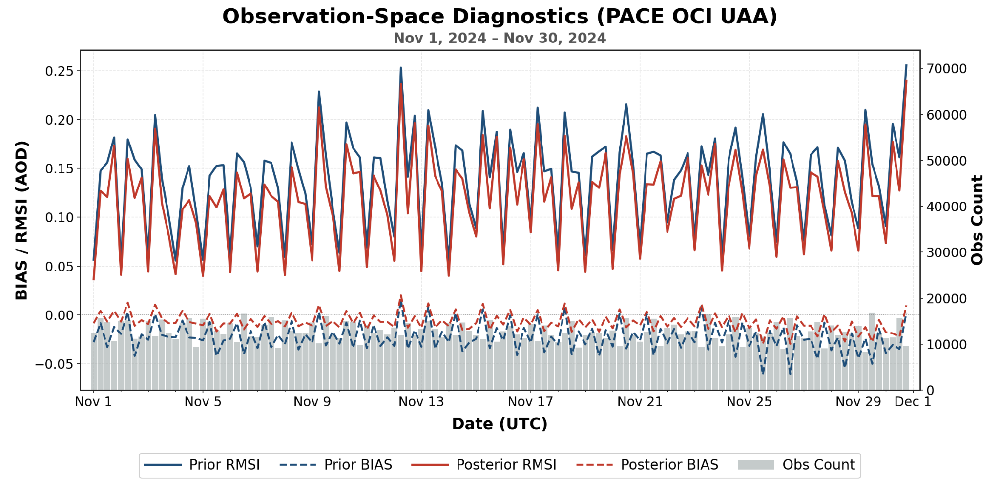 Observation-Space Diagnostics (PACE OCI UAA)
Nov 1, 2024 – Nov 30, 2024
BIAS / RMSI (AOD)
0.25
0.20
0.15
0.10
0.05
0.00
−0.05
70000
60000
50000
40000
30000
20000
10000
0
Obs Count
Nov 1 Nov 5 Nov 9 Nov 13 Nov 17 Nov 21 Nov 25 Nov 29 Dec 1
Date (UTC)
Prior RMSI Prior BIAS Posterior RMSI Posterior BIAS Obs Count